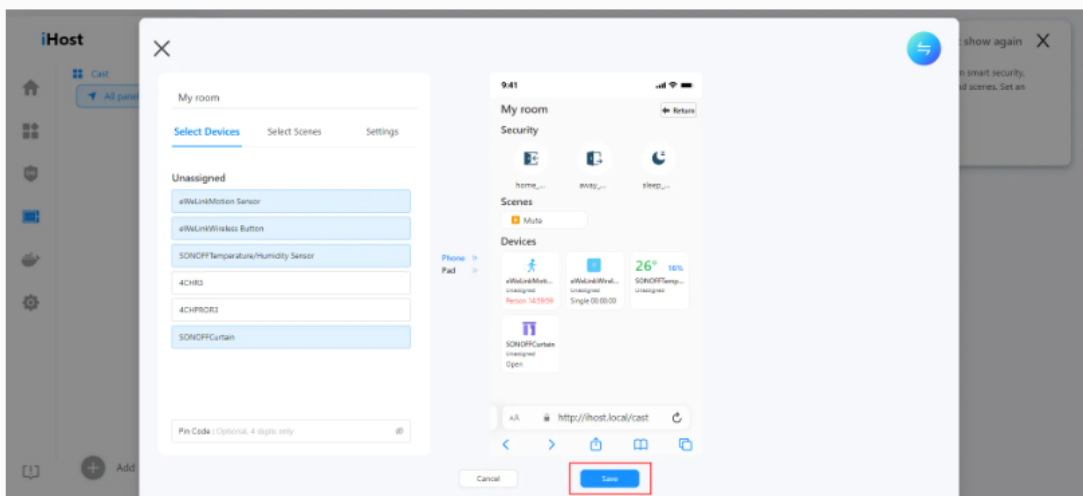 iHost
Cast
All panel
show again
n smart security,
nd scenes. Set an
My room
Select Devices
Select Scenes
Settings
Unassigned
eWeLinkMotion Sensor
eWeLinkWireless Button
SONOFFTemperature/Humidity Sensor
4CHR3
4CHPROR3
SONOFFCurtain
Pin Code : Optional, 4 digits only
Phone
Pad
9:41
My room
Return
Security
home_...
away_...
sleep_...
Scenes
Mute
Devices
eWeLinkMoti...
Unassigned
Person 14:59:59
eWeLinkWirel...
Unassigned
Single 00:00:00
26° 16%
SONOFFTemp...
Unassigned
SONOFFCurtain
Unassigned
Open
AA
http://ihost.local/cast
Add
Cancel
Save